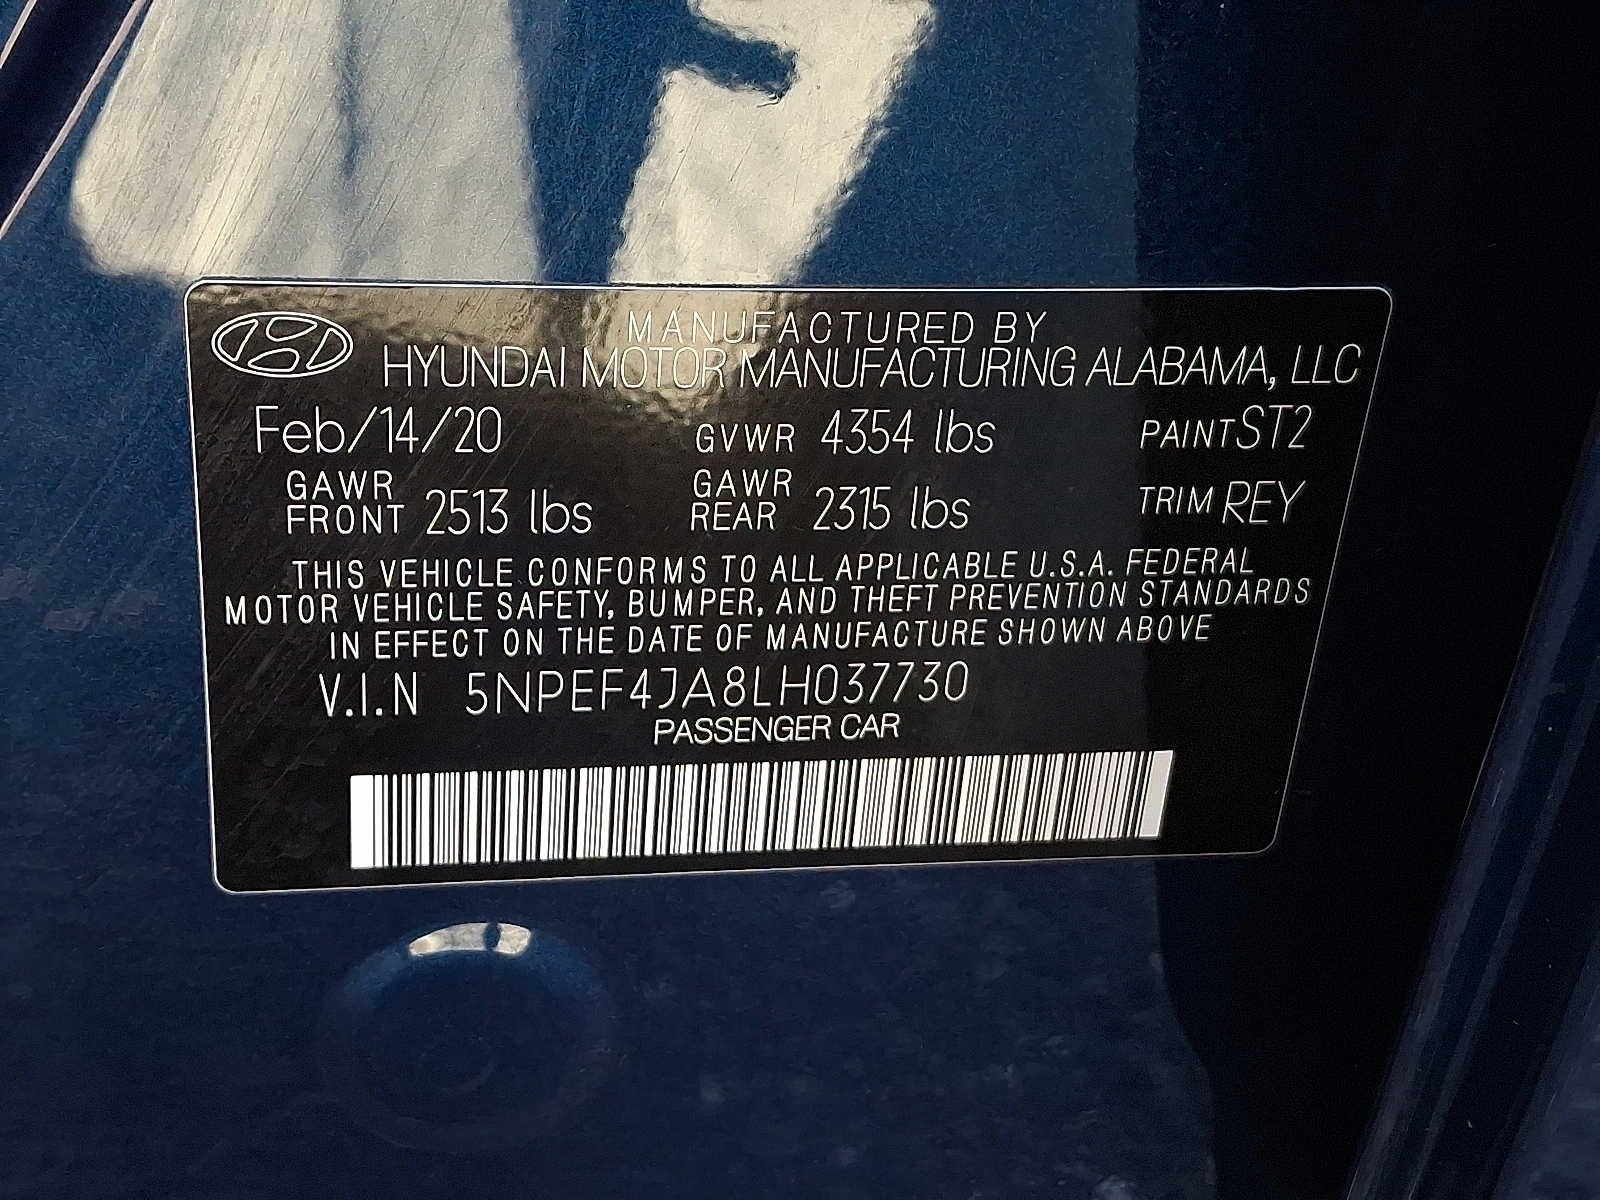 MANUFACTURED BY
HYUNDAI MOTOR MANUFACTURING ALABAMA, LLC
Feb/14/20 GVWR 4354 lbs PAINT ST2
GAWR FRONT 2513 lbs GAWR REAR 2315 lbs TRIM REY
THIS VEHICLE CONFORMS TO ALL APPLICABLE U.S.A. FEDERAL
MOTOR VEHICLE SAFETY, BUMPER, AND THEFT PREVENTION STANDARDS
IN EFFECT ON THE DATE OF MANUFACTURE SHOWN ABOVE
V.I.N 5NPEF4JA8LH037730
PASSENGER CAR